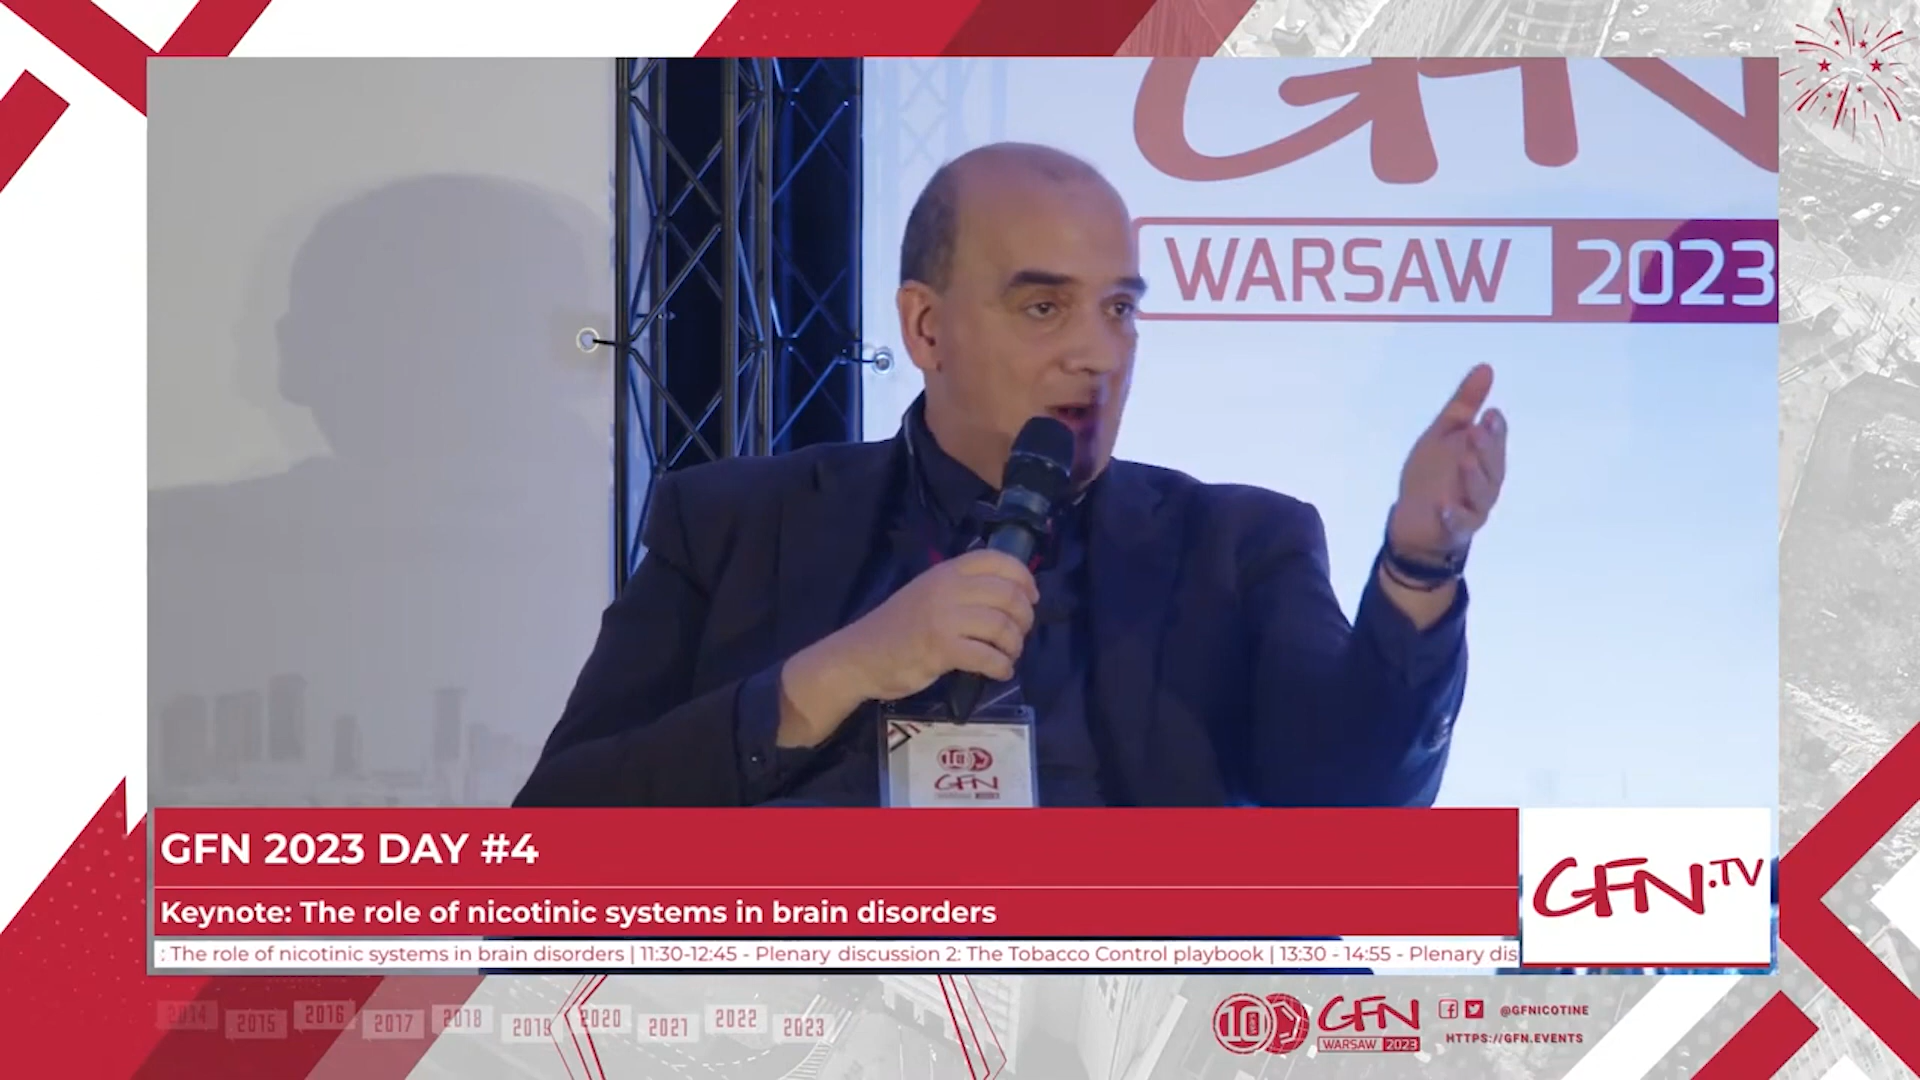 GFN
WARSAW 2023
GFN
GFN 2023 DAY #4
Keynote: The role of nicotinic systems in brain disorders
: The role of nicotinic systems in brain disorders | 11:30-12:45 - Plenary discussion 2: The Tobacco Control playbook | 13:30 - 14:55 - Plenary dis
GFN.TV
2014 2015 2016 2017 2018 2019 2020 2021 2022 2023
10
GFN
WARSAW 2023
@GFNICOTINE
HTTPS://GFN.EVENTS